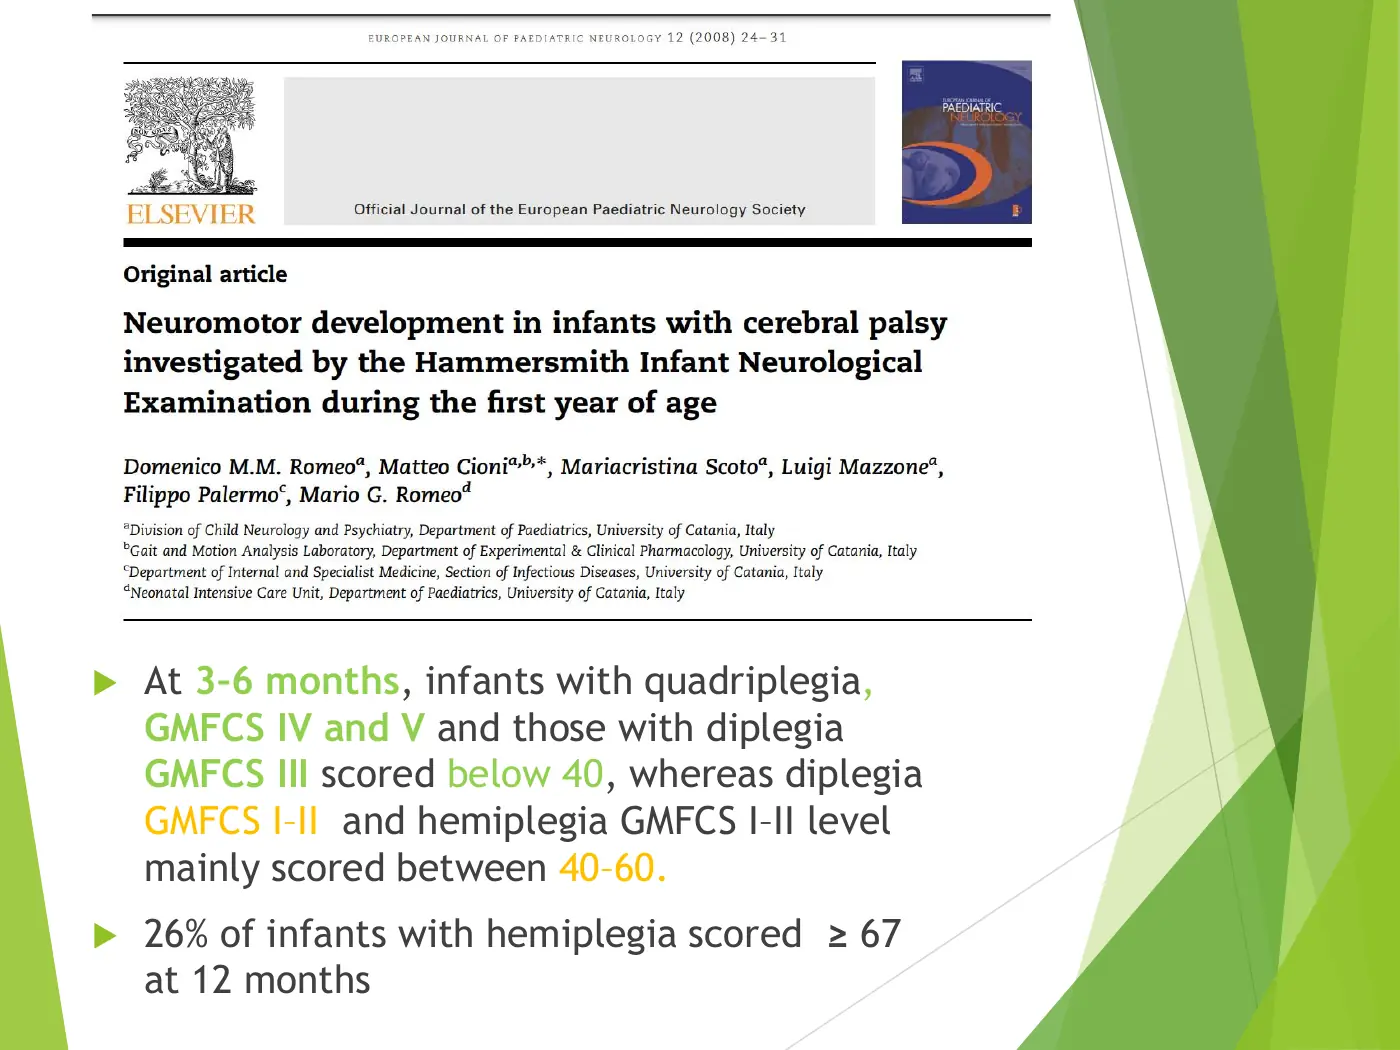 EUROPEAN JOURNAL OF PAEDIATRIC NEUROLOGY 12 (2008) 24–31
ELSEVIER
Official Journal of the European Paediatric Neurology Society
EUROPEAN JOURNAL OF
PAEDIATRIC
NEUROLOGY
Original article
Neuromotor development in infants with cerebral palsy
investigated by the Hammersmith Infant Neurological
Examination during the first year of age
Domenico M.M. Romeoa, Matteo Cionia,b,*, Mariacristina Scotoa, Luigi Mazzonea,
Filippo Palermoc, Mario G. Romeod
aDivision of Child Neurology and Psychiatry, Department of Paediatrics, University of Catania, Italy
bGait and Motion Analysis Laboratory, Department of Experimental & Clinical Pharmacology, University of Catania, Italy
cDepartment of Internal and Specialist Medicine, Section of Infectious Diseases, University of Catania, Italy
dNeonatal Intensive Care Unit, Department of Paediatrics, University of Catania, Italy
At 3-6 months, infants with quadriplegia,
GMFCS IV and V and those with diplegia
GMFCS III scored below 40, whereas diplegia
GMFCS I–II and hemiplegia GMFCS I–II level
mainly scored between 40–60.
26% of infants with hemiplegia scored ≥ 67
at 12 months